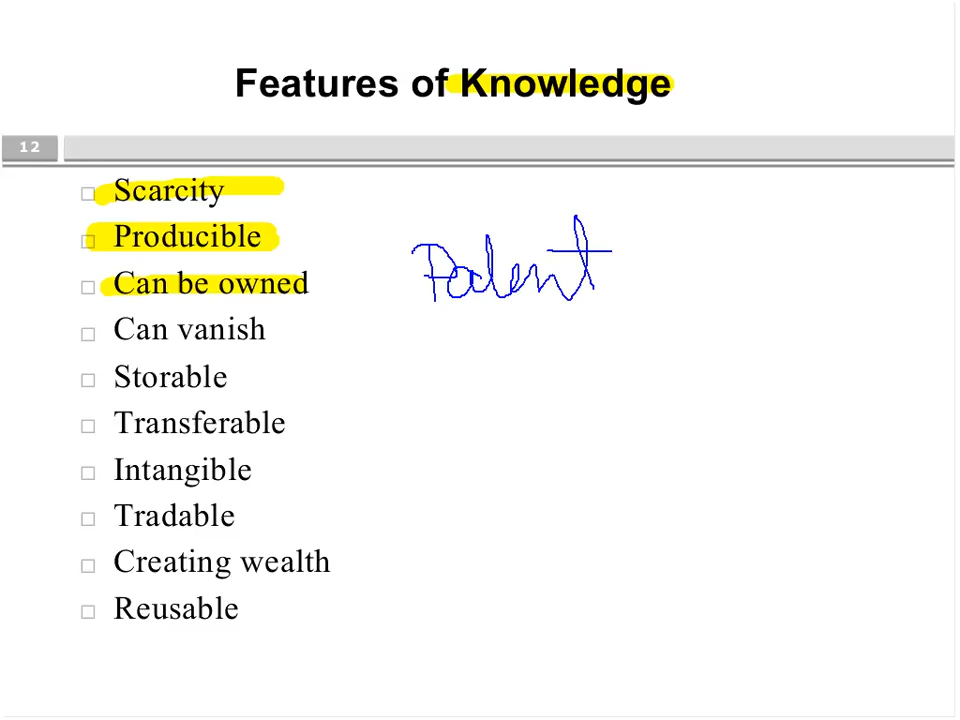 Features of Knowledge
12
Scarcity
Producible
Patent
Can be owned
Can vanish
Storable
Transferable
Intangible
Tradable
Creating wealth
Reusable